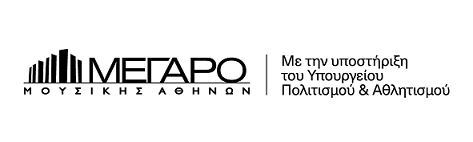 ΜΕΓΑΡΟ
ΜΟΥΣΙΚΗΣ ΑΘΗΝΩΝ
Με την υποστήριξη
του Υπουργείου
Πολιτισμού & Αθλητισμού